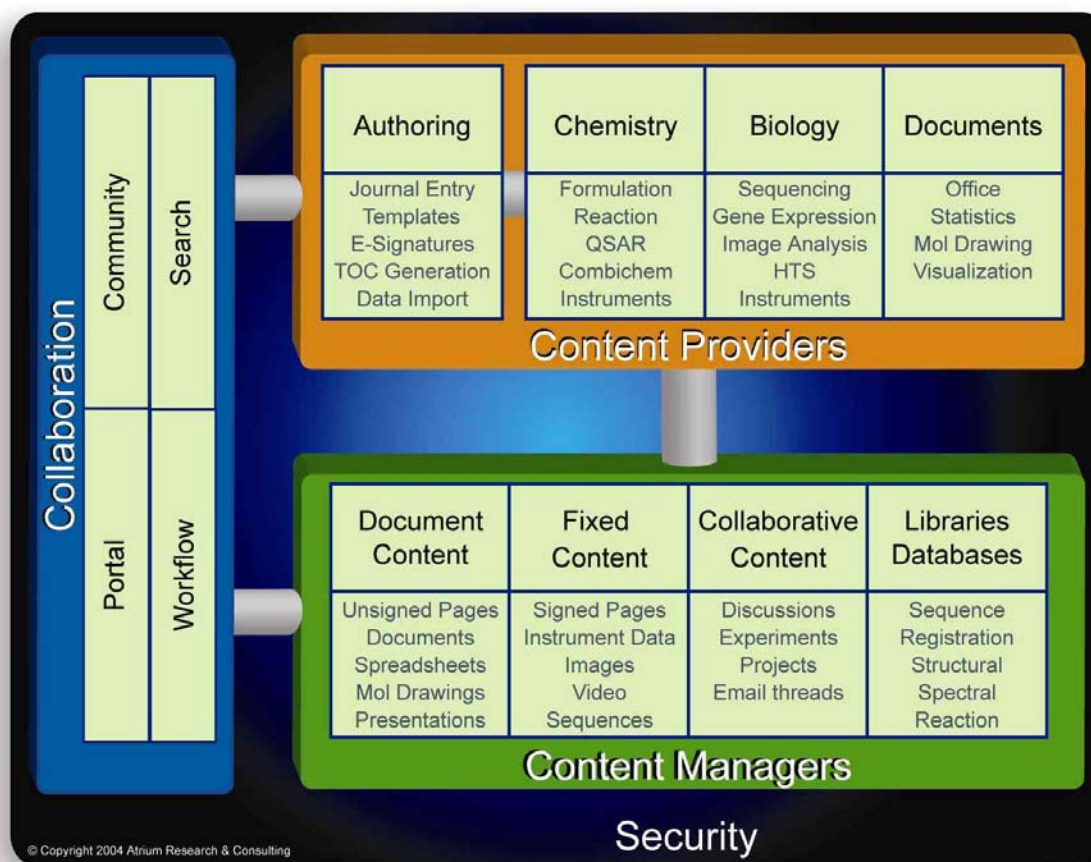 Collaboration
Community
Search
Portal
Workflow
Authoring
Journal Entry
Templates
E-Signatures
TOC Generation
Data Import
Chemistry
Formulation
Reaction
QSAR
Combichem
Instruments
Biology
Sequencing
Gene Expression
Image Analysis
HTS
Instruments
Documents
Office
Statistics
Mol Drawing
Visualization
Content Providers
Document
Content
Unsigned Pages
Documents
Spreadsheets
Mol Drawings
Presentations
Fixed
Content
Signed Pages
Instrument Data
Images
Video
Sequences
Collaborative
Content
Discussions
Experiments
Projects
Email threads
Libraries
Databases
Sequence
Registration
Structural
Spectral
Reaction
Content Managers
Security
© Copyright 2004 Atrium Research & Consulting